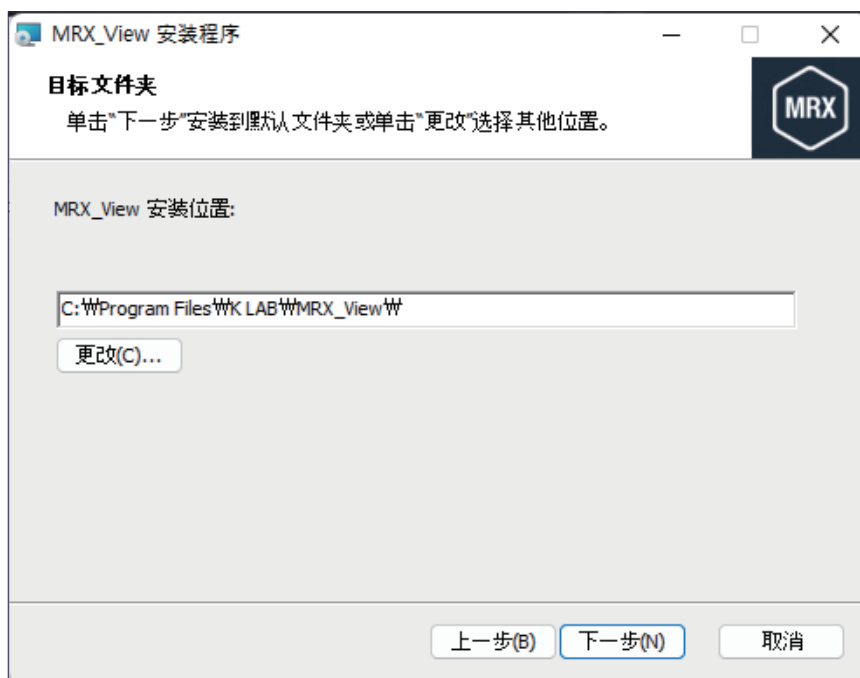 MRX_View 安装程序
目标文件夹
单击"下一步"安装到默认文件夹或单击"更改"选择其他位置。
MRX
MRX_View 安装位置:
C:₩Program Files₩K LAB₩MRX_View₩
更改(C)...
上一步(B) 下一步(N) 取消